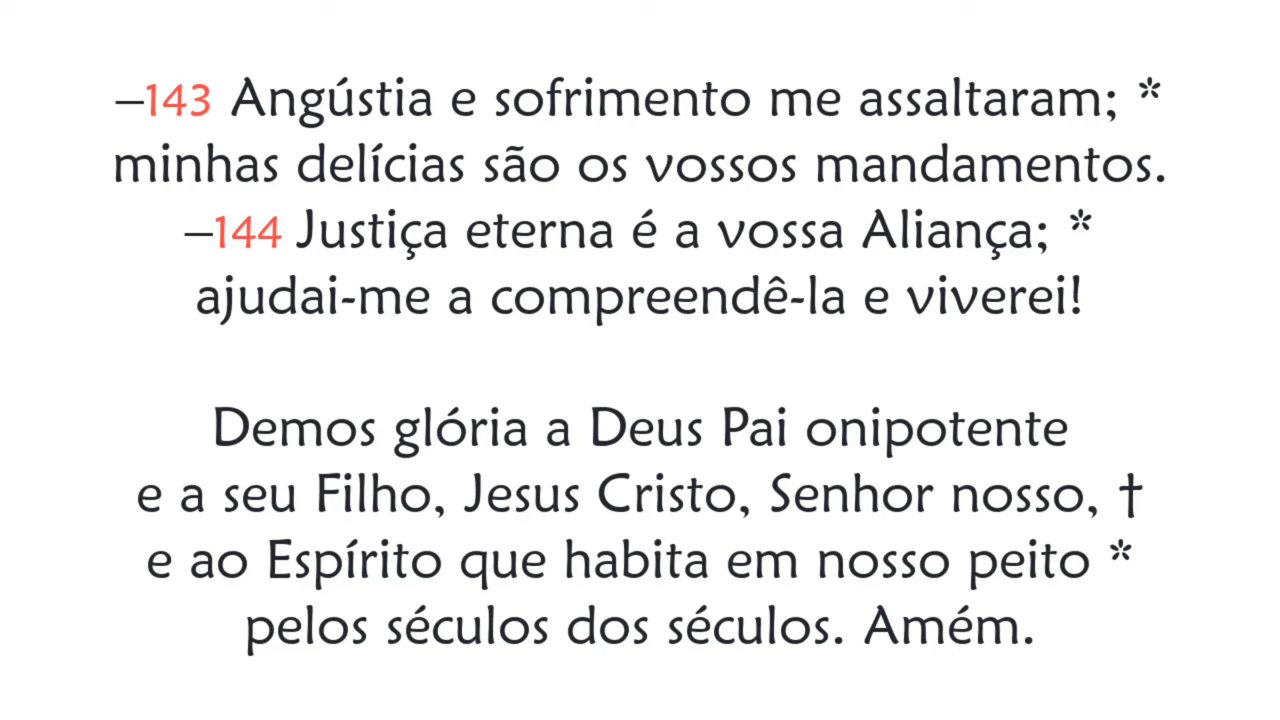 –143 Angústia e sofrimento me assaltaram; *
minhas delícias são os vossos mandamentos.
–144 Justiça eterna é a vossa Aliança; *
ajudai-me a compreendê-la e viverei!
Demos glória a Deus Pai onipotente
e a seu Filho, Jesus Cristo, Senhor nosso, †
e ao Espírito que habita em nosso peito *
pelos séculos dos séculos. Amém.